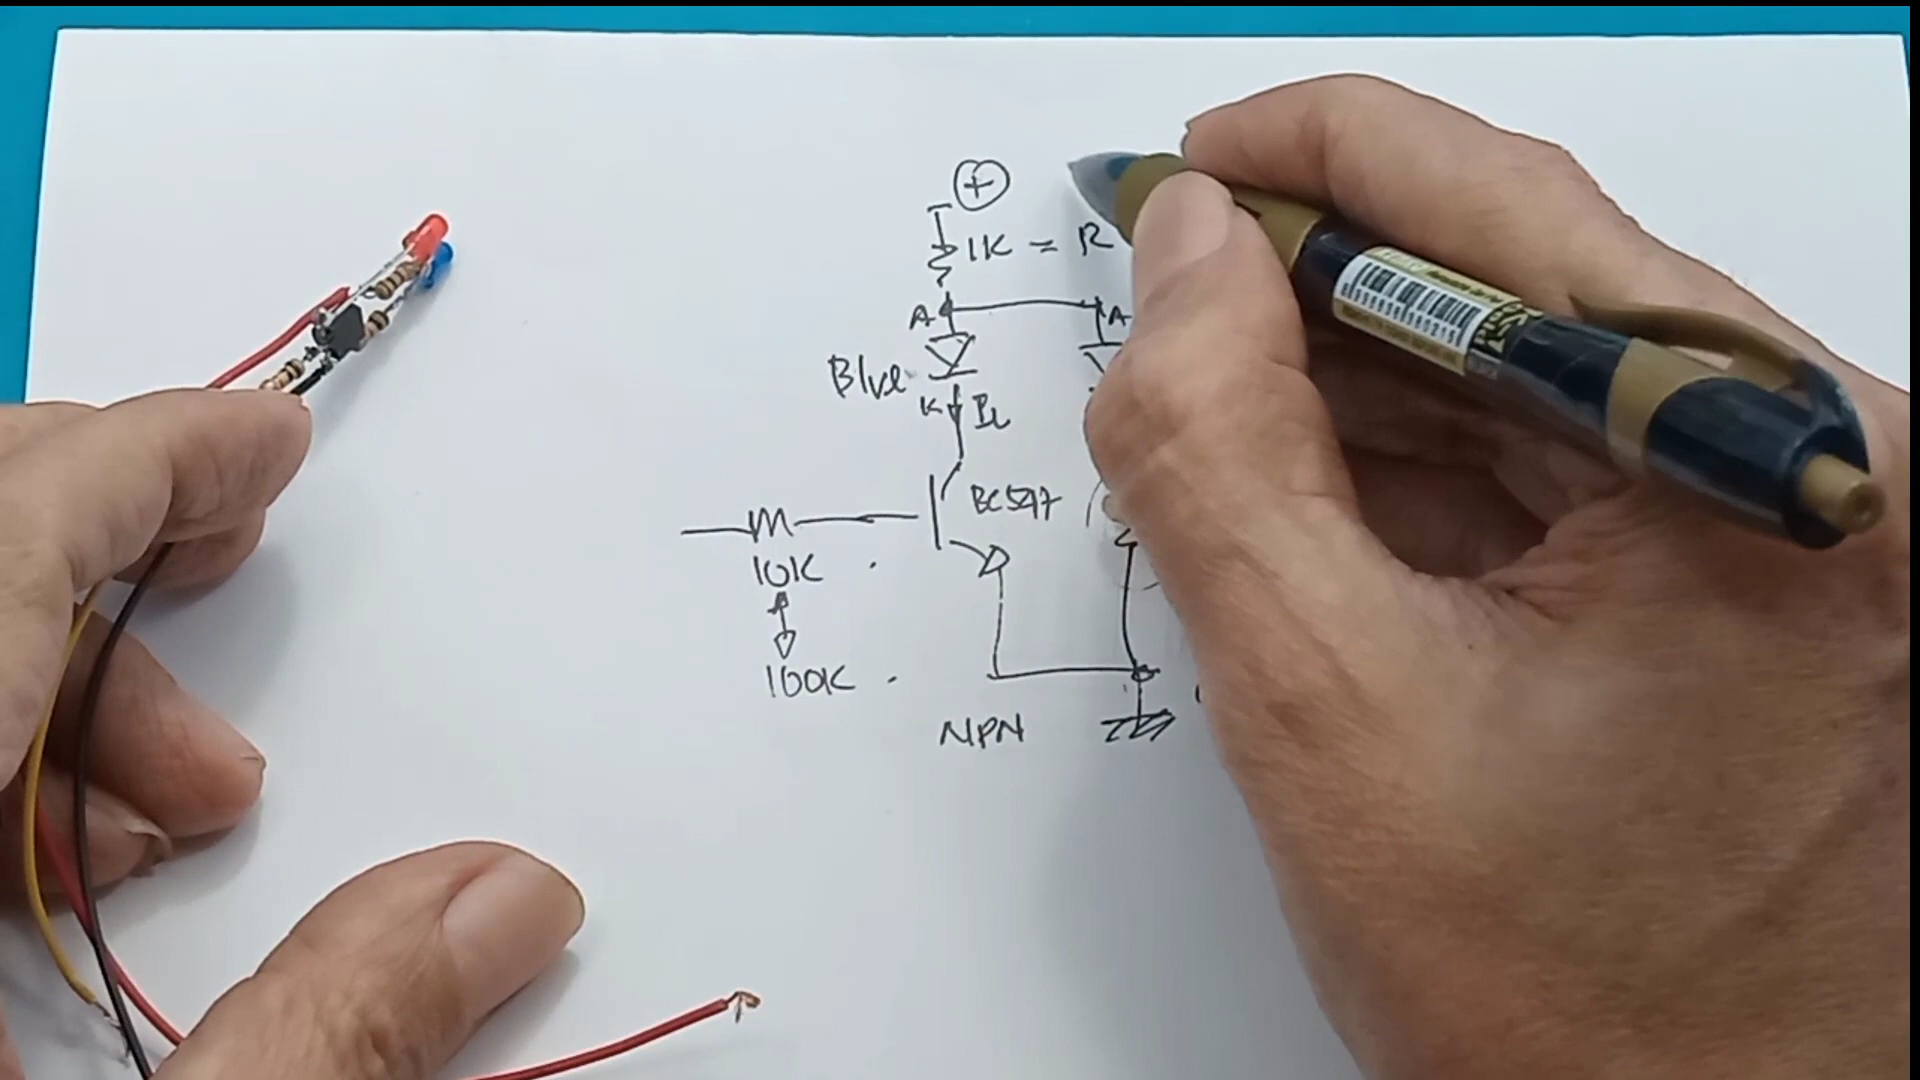 +
1K = R
A A
Blue
K IL
BC547
10K
100K
NPN